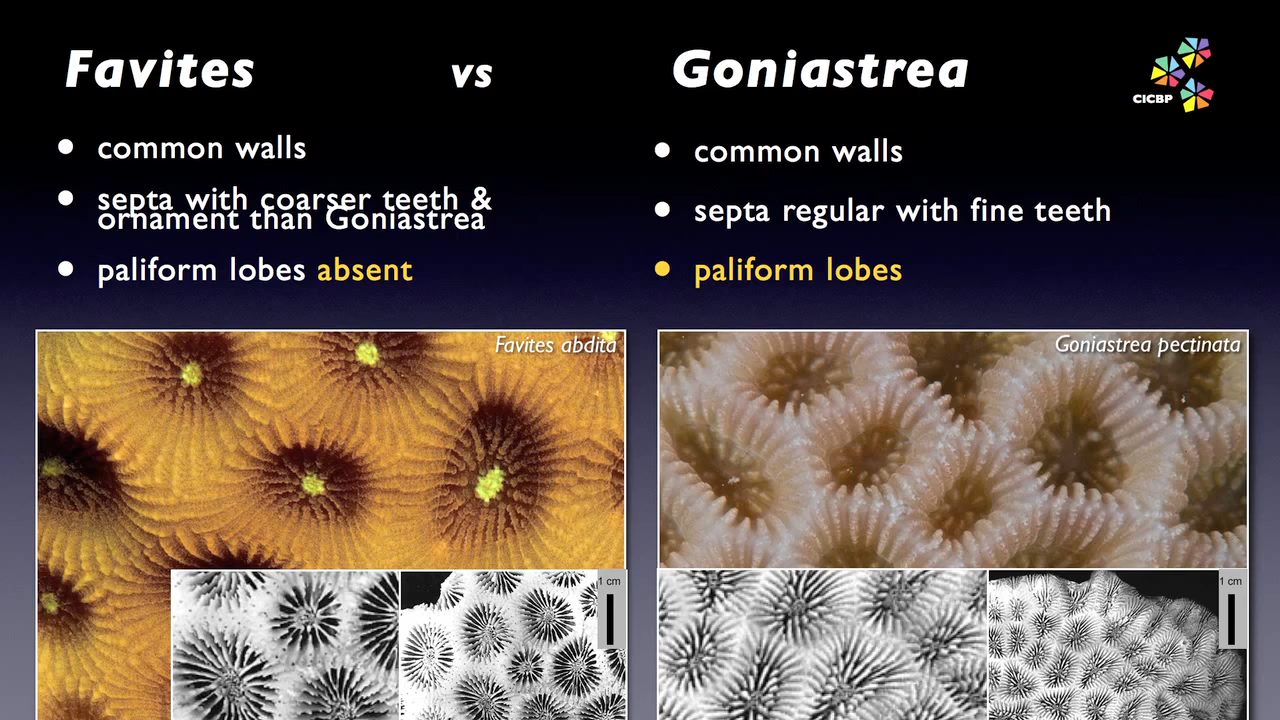 Favites vs Goniastrea
CICBP
• common walls
• septa with coarser teeth &
ornament than Goniastrea
• paliform lobes absent
• common walls
• septa regular with fine teeth
• paliform lobes
Favites abdita
Goniastrea pectinata
1 cm
1 cm